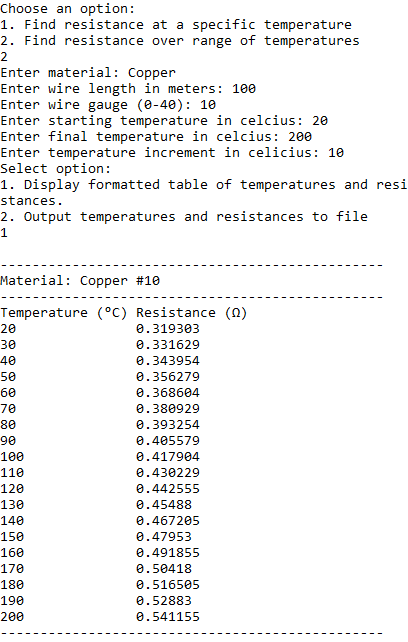 Choose an option:
1. Find resistance at a specific temperature
2. Find resistance over range of temperatures
2
Enter material: Copper
Enter wire length in meters: 100
Enter wire gauge (0-40): 10
Enter starting temperature in celcius: 20
Enter final temperature in celcius: 200
Enter temperature increment in celicius: 10
Select option:
1. Display formatted table of temperatures and resi
stances.
2. Output temperatures and resistances to file
1
------------------------------------------------
Material: Copper #10
------------------------------------------------
Temperature (ºC) Resistance (Ω)
20 0.319303
30 0.331629
40 0.343954
50 0.356279
60 0.368604
70 0.380929
80 0.393254
90 0.405579
100 0.417904
110 0.430229
120 0.442555
130 0.45488
140 0.467205
150 0.47953
160 0.491855
170 0.50418
180 0.516505
190 0.52883
200 0.541155
------------------------------------------------